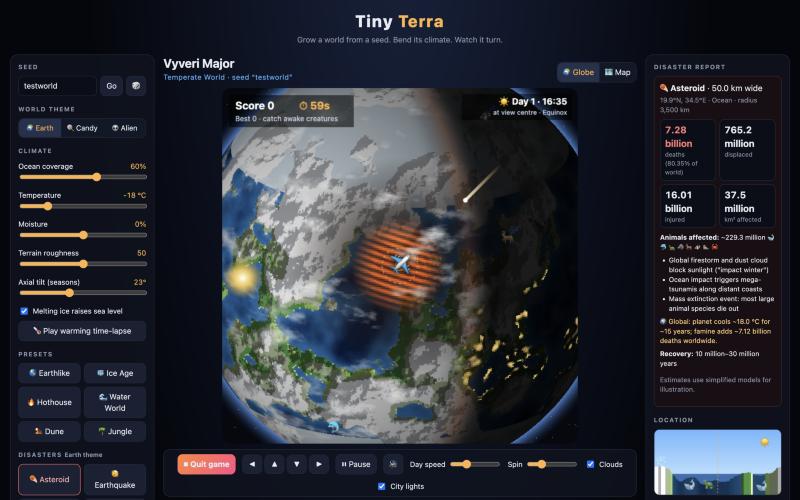 Tiny Terra
Grow a world from a seed. Bend its climate. Watch it turn.
SEED
testworld
Go
WORLD THEME
Earth
Candy
Alien
CLIMATE
Ocean coverage 60%
Temperature -18 °C
Moisture 0%
Terrain roughness 50
Axial tilt (seasons) 23°
Melting ice raises sea level
Play warming time-lapse
PRESETS
Earthlike
Ice Age
Hothouse
Water World
Dune
Jungle
DISASTERS Earth theme
Asteroid
Earthquake
Vyveri Major
Temperate World · seed "testworld"
Globe
Map
Score 0 59s
Best 0 · catch awake creatures
Day 1 · 16:35
at view centre · Equinox
Quit game
Pause
Day speed
Spin
Clouds
City lights
DISASTER REPORT
Asteroid · 50.0 km wide
19.9°N, 34.5°E · Ocean · radius
3,500 km
7.28 billion
deaths
(80.35% of
world)
765.2 million
displaced
16.01 billion
injured
37.5 million
km² affected
Animals affected: ~229.3 million
• Global firestorm and dust cloud
block sunlight ("impact winter")
• Ocean impact triggers mega-
tsunamis along distant coasts
• Mass extinction event: most large
animal species die out
Global: planet cools ~18.0 °C for
~15 years; famine adds ~7.12 billion
deaths worldwide.
Recovery: 10 million–30 million
years
Estimates use simplified models for
illustration.
LOCATION